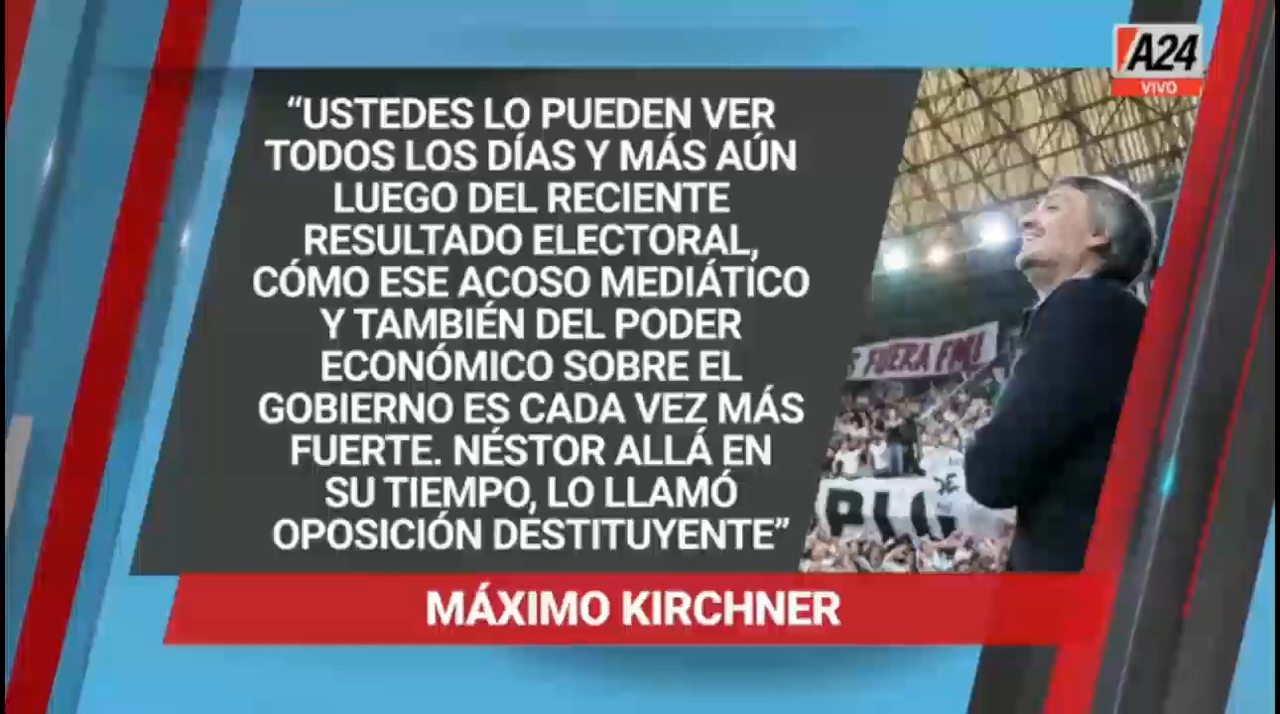 A24
VIVO
“USTEDES LO PUEDEN VER
TODOS LOS DÍAS Y MÁS AÚN
LUEGO DEL RECIENTE
RESULTADO ELECTORAL,
CÓMO ESE ACOSO MEDIÁTICO
Y TAMBIÉN DEL PODER
ECONÓMICO SOBRE EL
GOBIERNO ES CADA VEZ MÁS
FUERTE. NÉSTOR ALLÁ EN
SU TIEMPO, LO LLAMÓ
OPOSICIÓN DESTITUYENTE”
FUERA FMI
MÁXIMO KIRCHNER